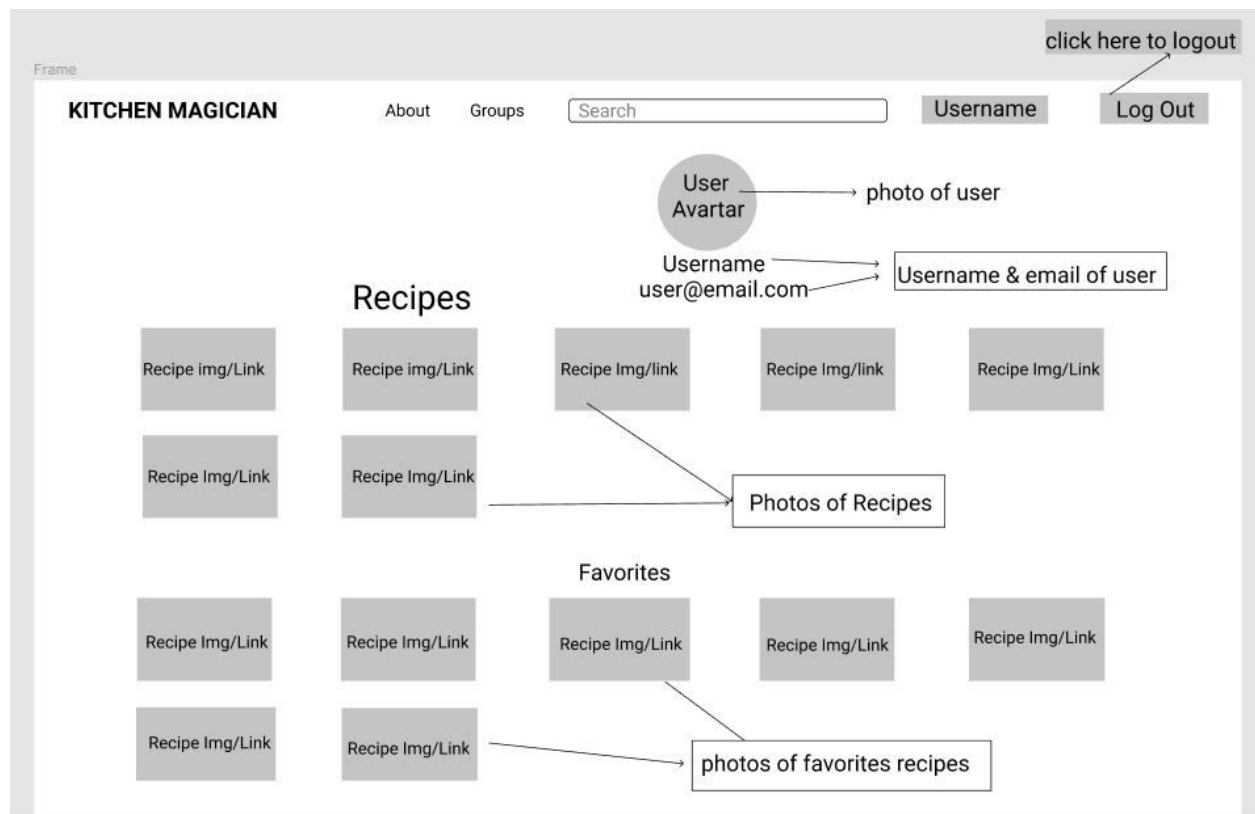 click here to logout
Frame
KITCHEN MAGICIAN
About
Groups
Search
Username
Log Out
User
Avartar
photo of user
Username
user@email.com
Username & email of user
Recipes
Recipe img/Link
Recipe img/Link
Recipe Img/link
Recipe Img/link
Recipe Img/Link
Recipe Img/Link
Recipe Img/Link
Photos of Recipes
Favorites
Recipe Img/Link
Recipe Img/Link
Recipe Img/Link
Recipe Img/Link
Recipe Img/Link
Recipe Img/Link
Recipe Img/Link
photos of favorites recipes